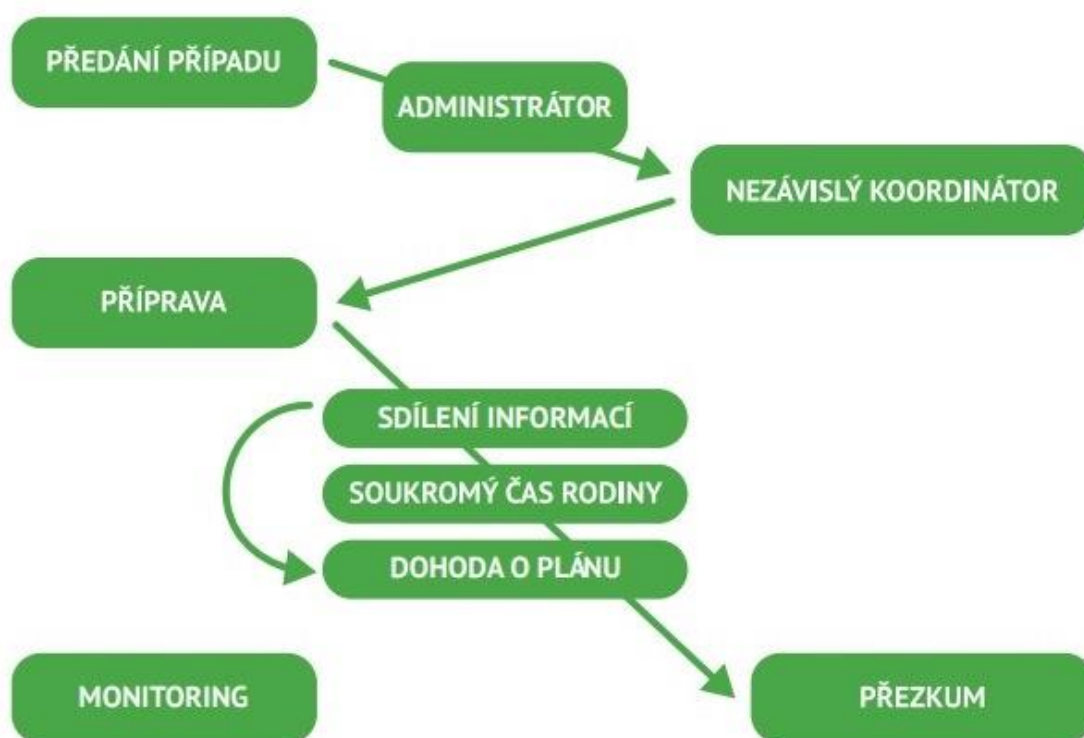 PŘEDÁNÍ PŘÍPADU
ADMINISTRÁTOR
NEZÁVISLÝ KOORDINÁTOR
PŘÍPRAVA
SDÍLENÍ INFORMACÍ
SOUKROMÝ ČAS RODINY
DOHODA O PLÁNU
MONITORING
PŘEZKUM